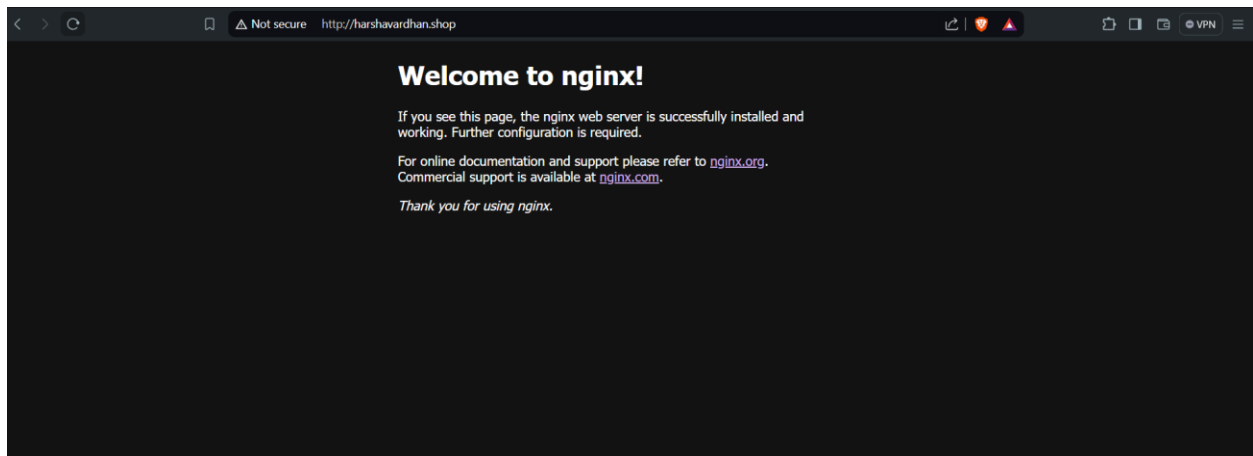 Not secure http://harshavardhan.shop
VPN
Welcome to nginx!
If you see this page, the nginx web server is successfully installed and
working. Further configuration is required.
For online documentation and support please refer to nginx.org.
Commercial support is available at nginx.com.
Thank you for using nginx.